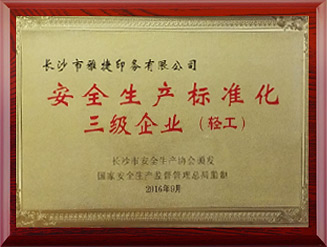 长沙市雅捷印务有限公司
安全生产标准化
三级企业（轻工）
长沙市安全生产协会颁发
国家安全生产监督管理总局监制
2016年9月